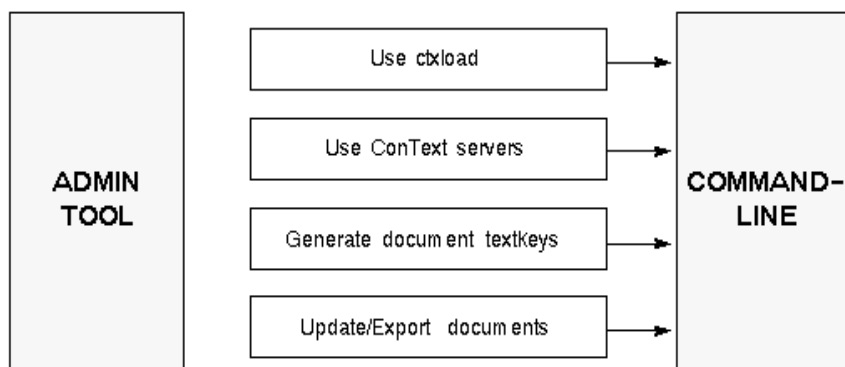 ADMIN
TOOL
Use ctxload
Use ConText servers
Generate document textkeys
Update/Export documents
COMMAND-
LINE